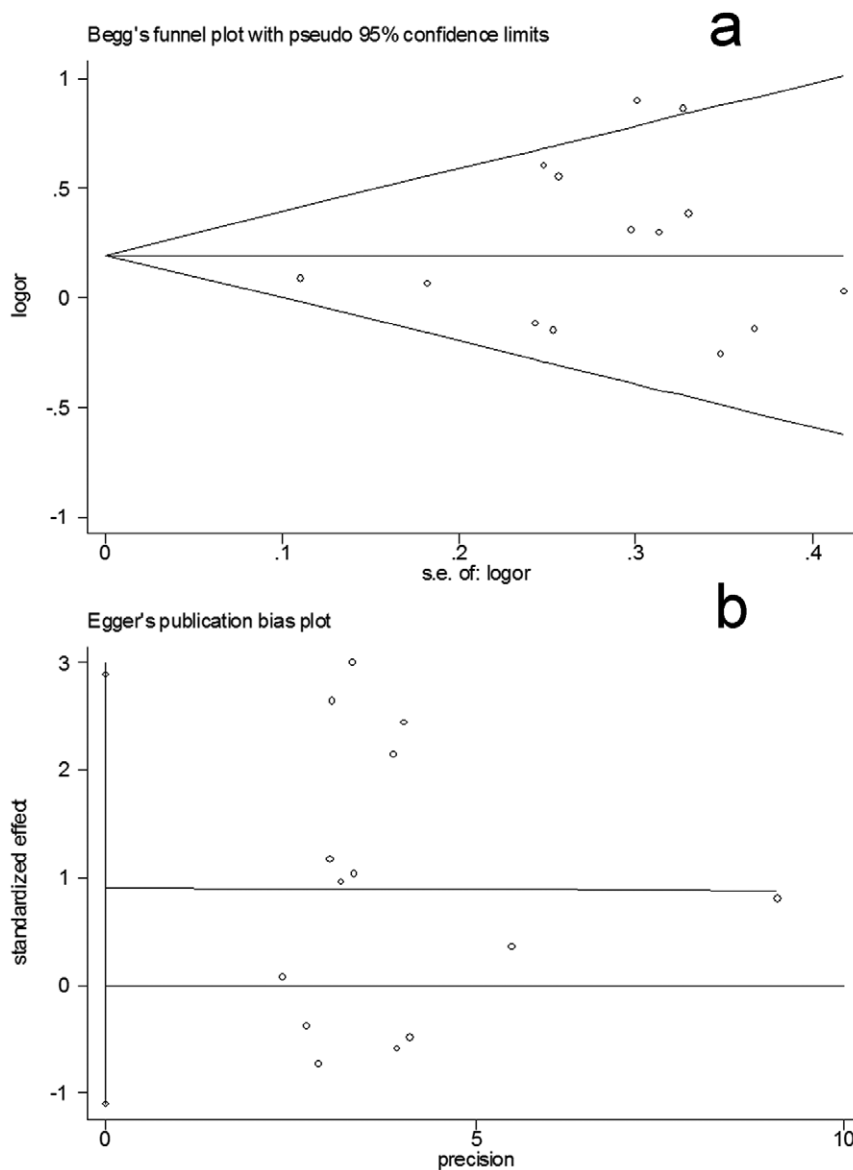 a
Begg's funnel plot with pseudo 95% confidence limits
1
.5
0
-.5
-1
logor
0 .1 .2 .3 .4
s.e. of: logor
b
Egger's publication bias plot
3
2
1
0
-1
standardized effect
0 5 10
precision